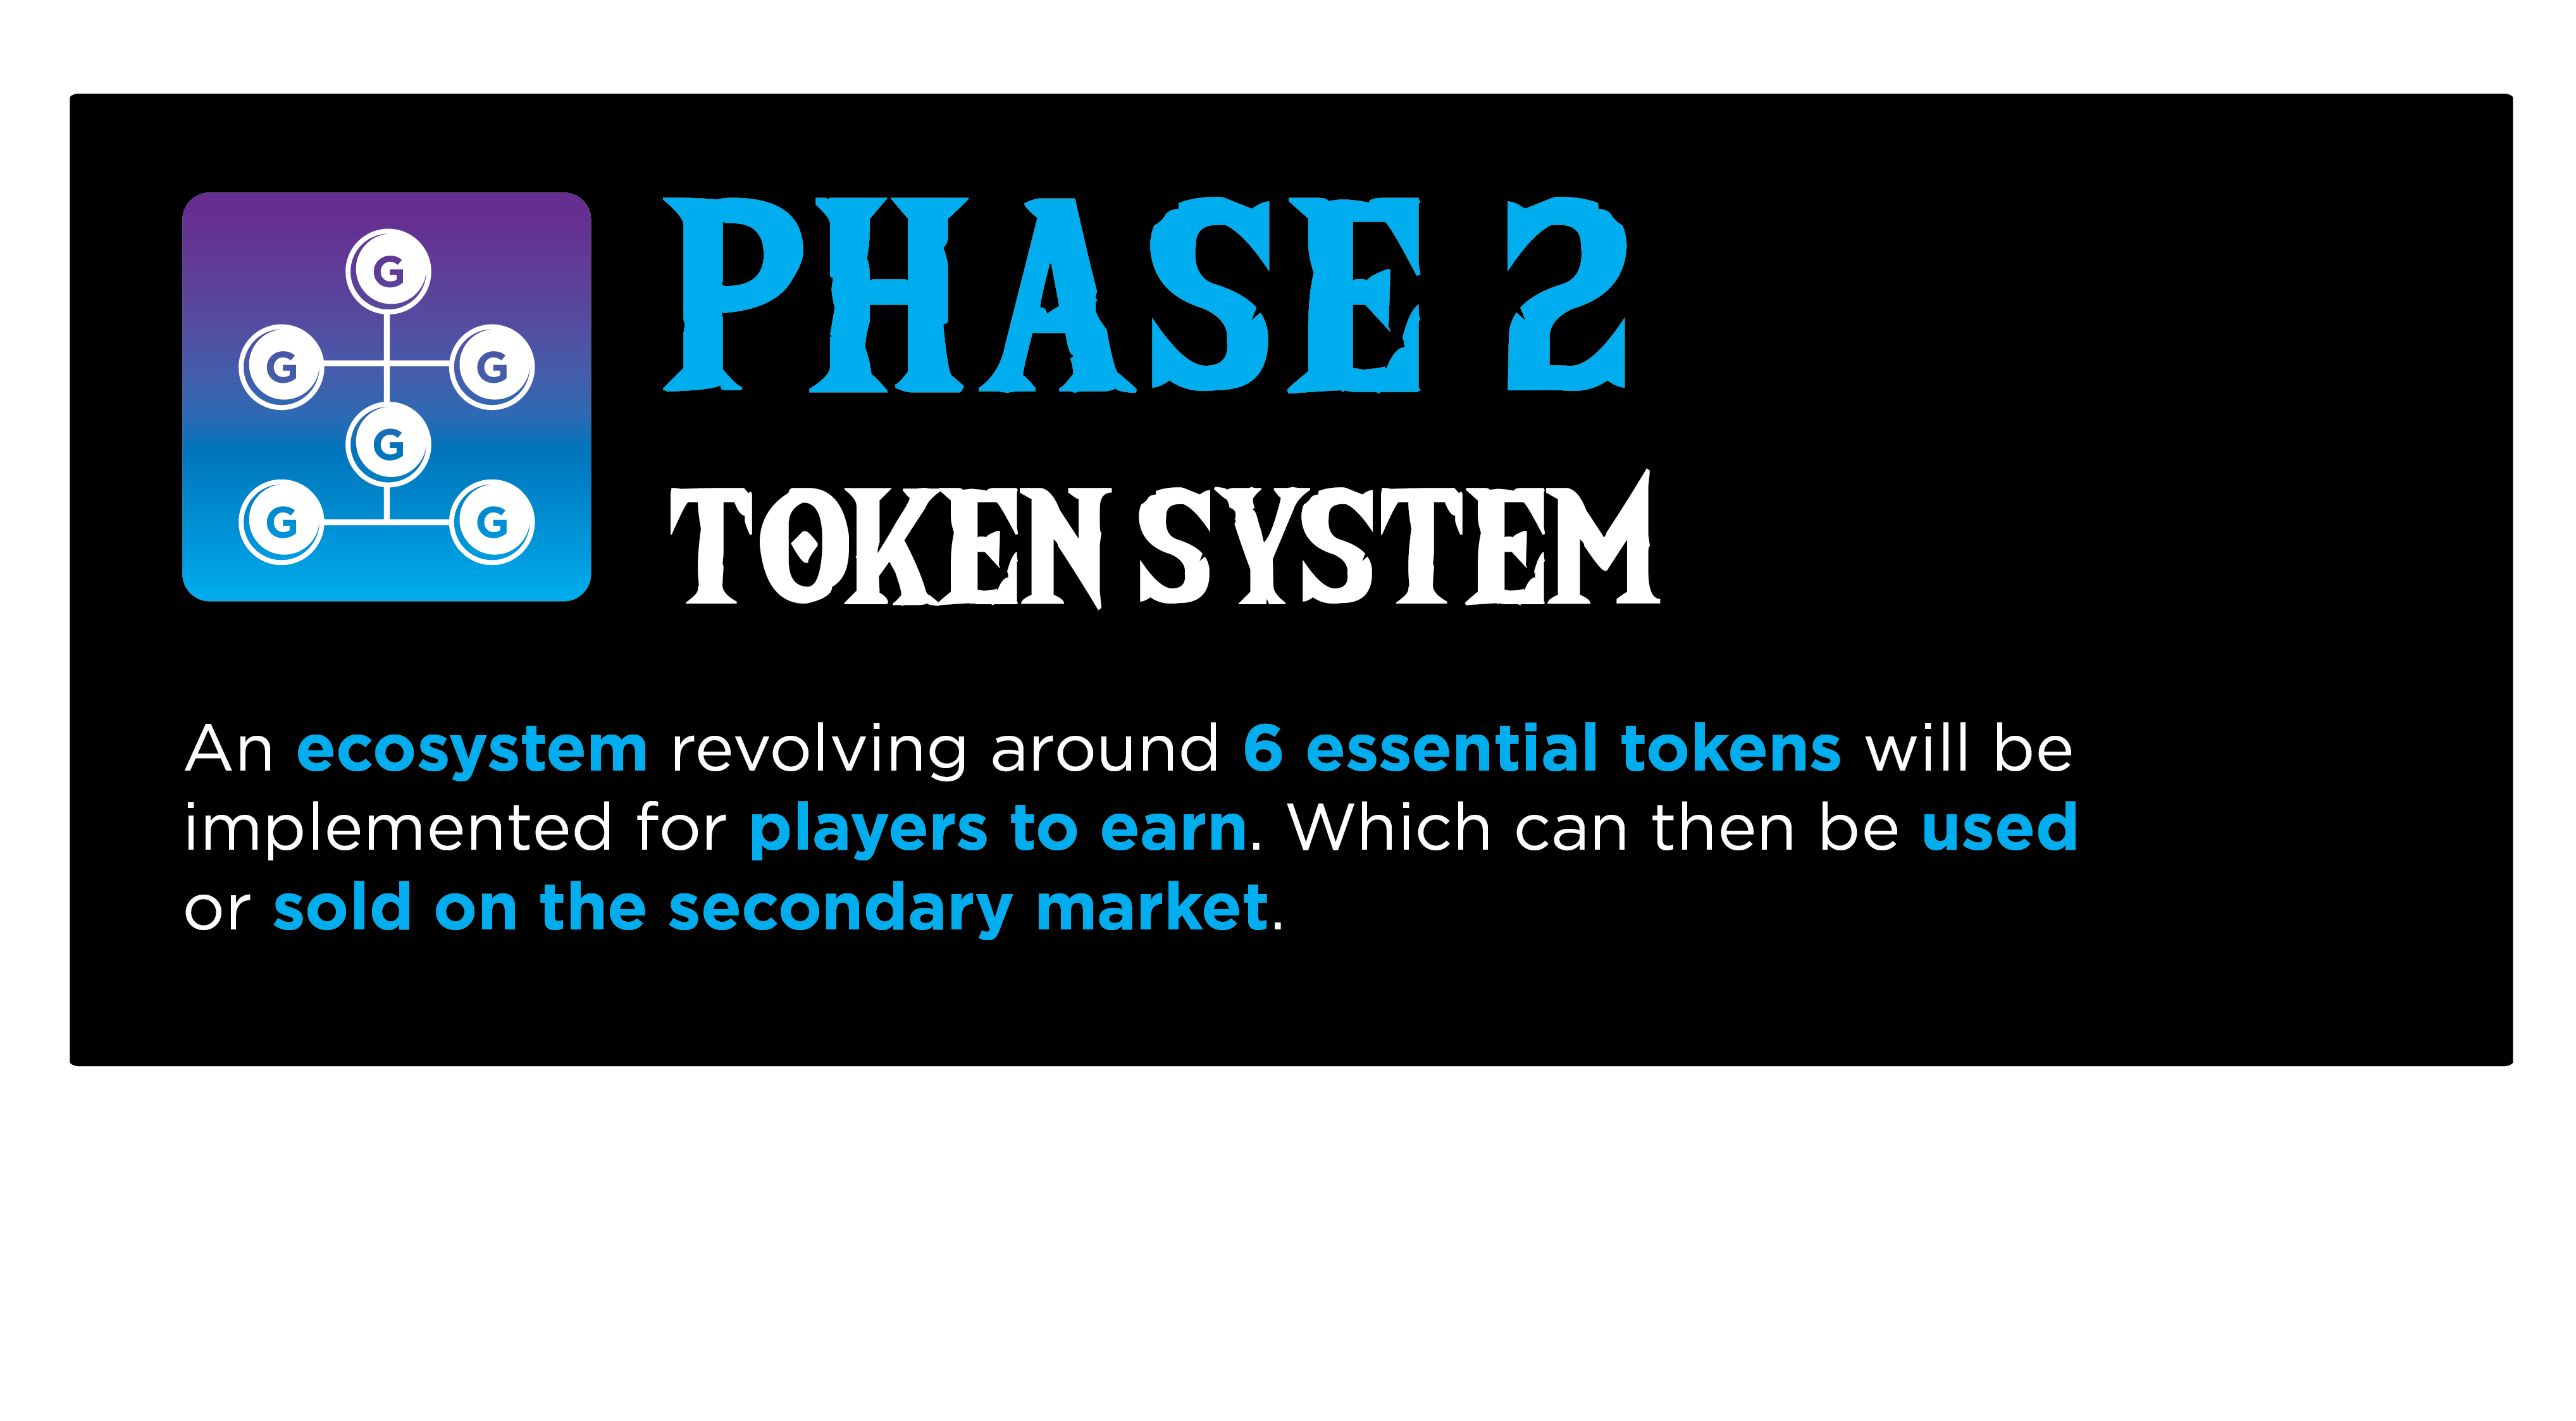 G
PHASE 2
G
G
G
TOKEN SYSTEM
G
G
An ecosystem revolving around 6 essential tokens will be
implemented for players to earn. Which can then be used
or sold on the secondary market.